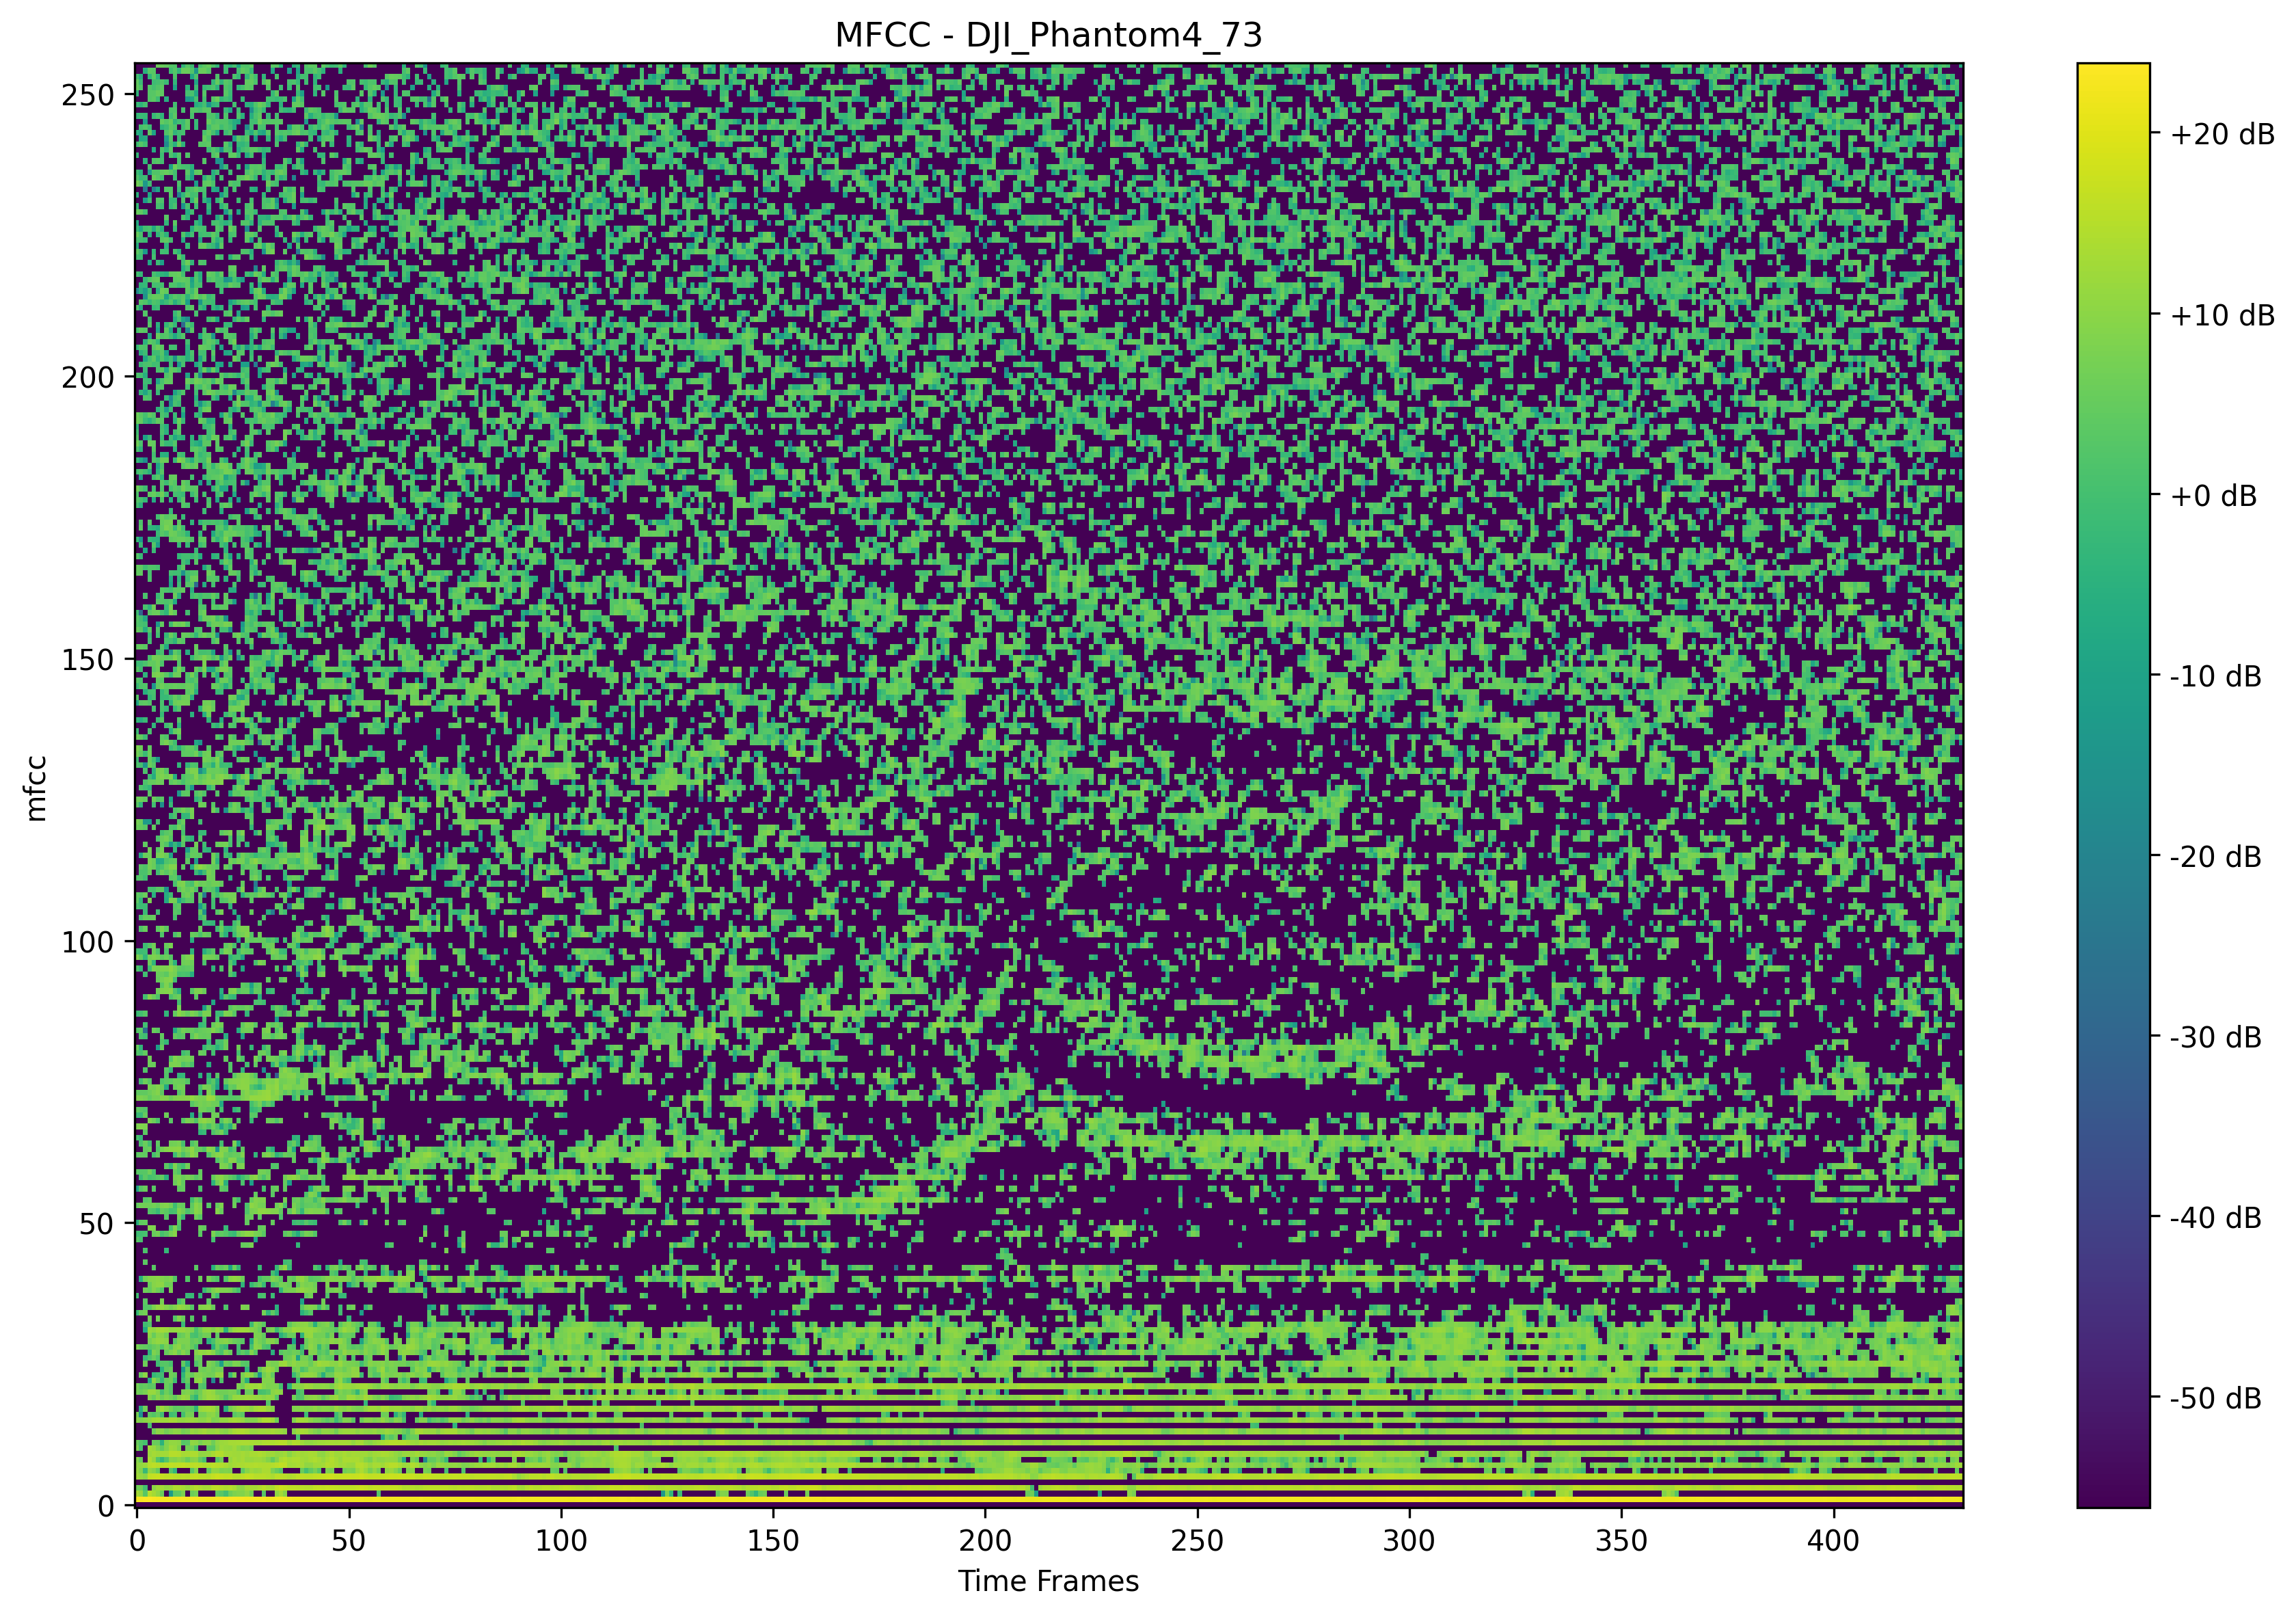 MFCC - DJI_Phantom4_73
250
200
150
100
50
0
mfcc
0 50 100 150 200 250 300 350 400
Time Frames
+20 dB
+10 dB
+0 dB
-10 dB
-20 dB
-30 dB
-40 dB
-50 dB